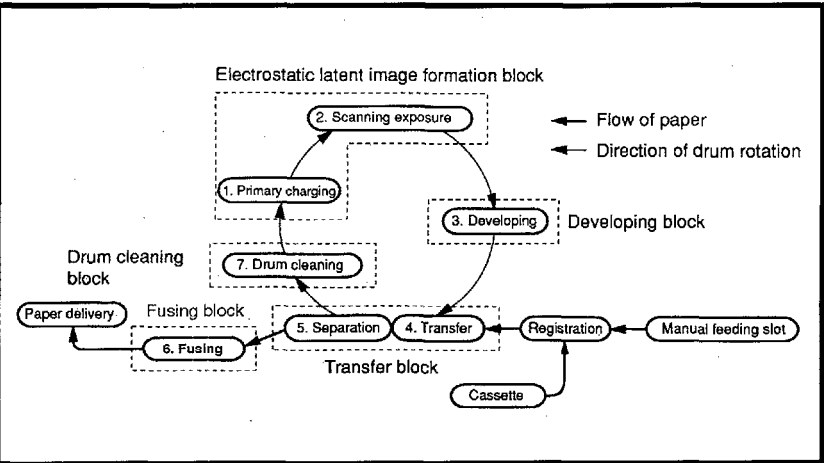 Electrostatic latent image formation block
2. Scanning exposure
Flow of paper
Direction of drum rotation
1. Primary charging
3. Developing
Developing block
Drum cleaning
block
7. Drum cleaning
Paper delivery
Fusing block
5. Separation
4. Transfer
Registration
Manual feeding slot
6. Fusing
Transfer block
Cassette